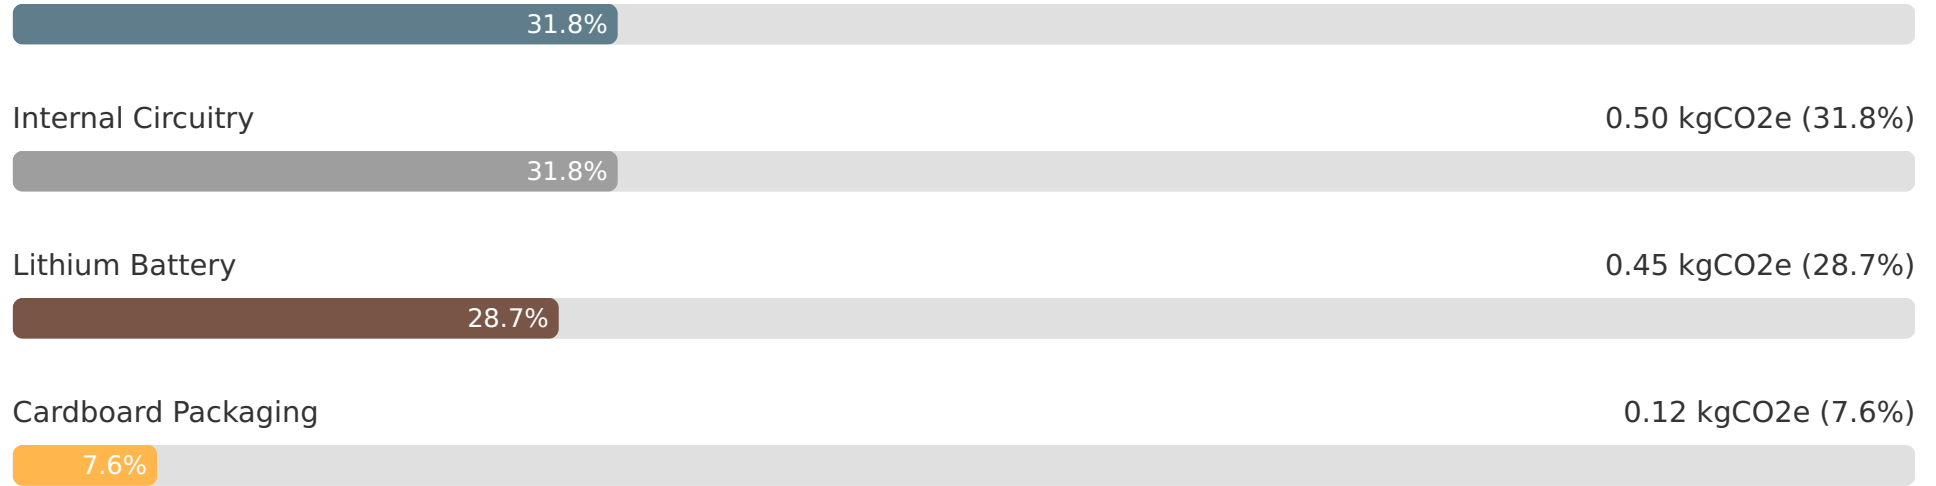 31.8%
Internal Circuitry 0.50 kgCO2e (31.8%)
31.8%
Lithium Battery 0.45 kgCO2e (28.7%)
28.7%
Cardboard Packaging 0.12 kgCO2e (7.6%)
7.6%